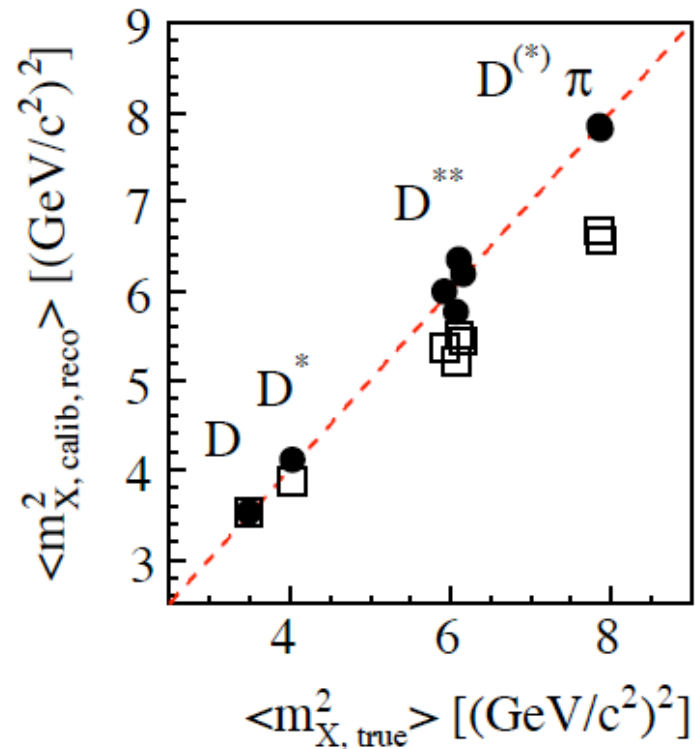 <m²X, calib, reco> [(GeV/c²)²]
9
8
7
6
5
4
3
D(*) π
D**
D*
D
4 6 8
<m²X, true> [(GeV/c²)²]